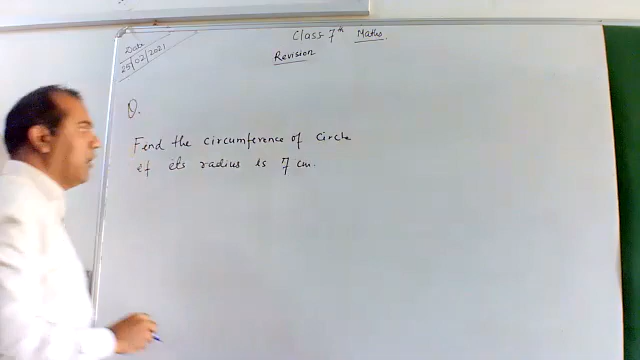 Date
25/02/2021
Class 7th Maths.
Revision
Q.
Find the circumference of circle
if its radius is 7 cm.